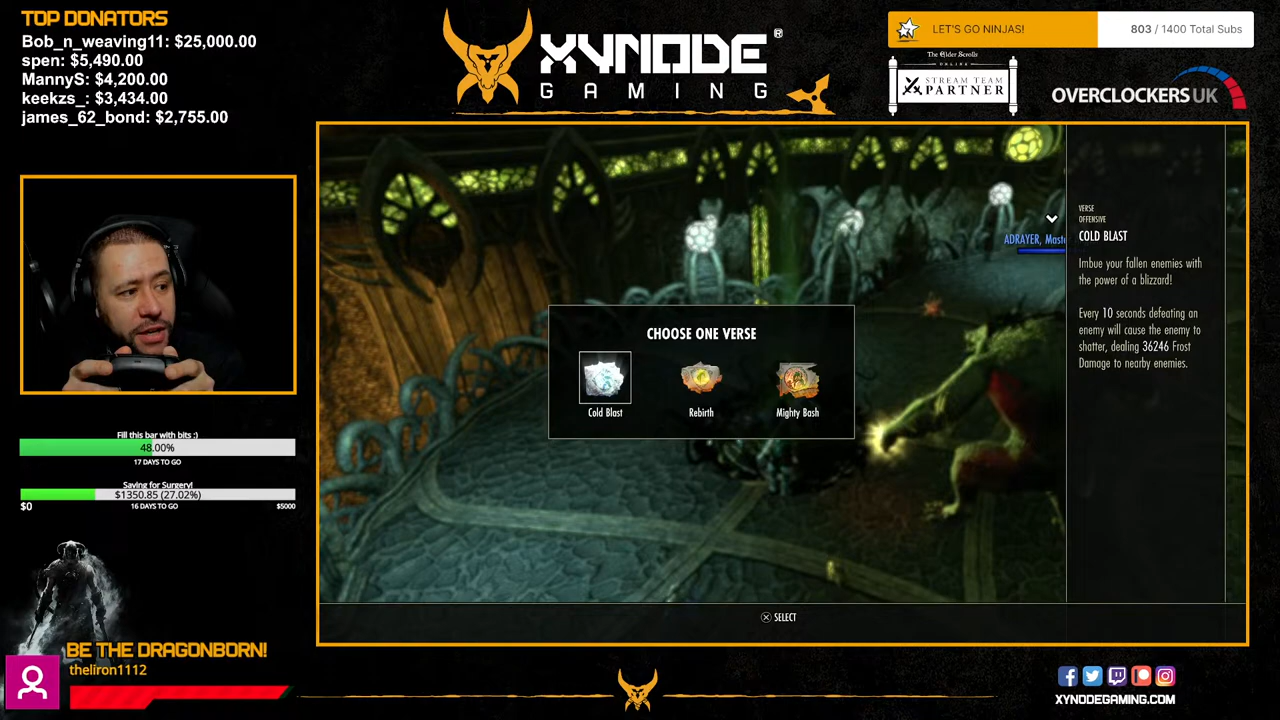 TOP DONATORS
Bob_n_weaving11: $25,000.00
spen: $5,490.00
MannyS: $4,200.00
keekzs_: $3,434.00
james_62_bond: $2,755.00
XYNODE®
GAMING
LET'S GO NINJAS!
803 / 1400 Total Subs
The Elder Scrolls
ONLINE
STREAM TEAM
PARTNER
OVERCLOCKERS UK
ADRAYER, Maste
VERSE
OFFENSIVE
COLD BLAST
Imbue your fallen enemies with
the power of a blizzard!
Every 10 seconds defeating an
enemy will cause the enemy to
shatter, dealing 36246 Frost
Damage to nearby enemies.
CHOOSE ONE VERSE
Cold Blast
Rebirth
Mighty Bash
SELECT
Fill this bar with bits :)
48.00%
17 DAYS TO GO
Saving for Surgery!
$1350.85 (27.02%)
$0
16 DAYS TO GO
$5000
BE THE DRAGONBORN!
theliron1112
XYNODEGAMING.COM